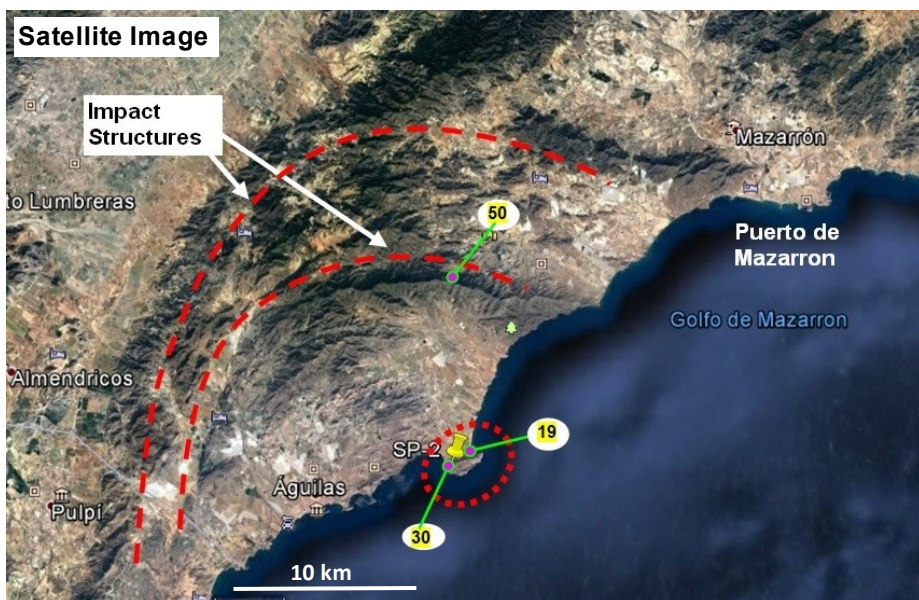 Satellite Image
Impact
Structures
Mazarrón
to Lumbreras
50
Puerto de
Mazarron
Golfo de Mazarron
Almendricos
19
SP-2
Águilas
Pulpí
30
10 km